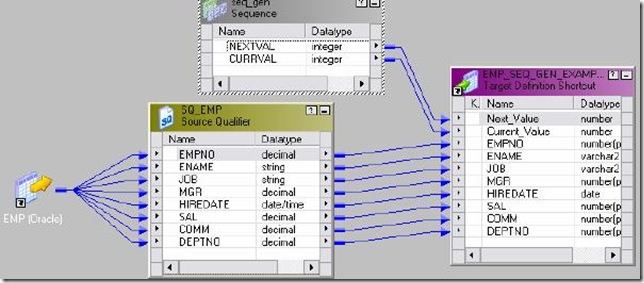 seq_gen
Sequence
Name Datatype
NEXTVAL integer
CURRVAL integer
EMP_SEQ_GEN_EXAM...
Target Definition Shortcut
K. Name Datatype
Next_Value number
Current_Value number
EMPNO number(p
ENAME varchar2
JOB varchar2
MGR number(p
HIREDATE date
SAL number(p
COMM number(p
DEPTNO number(p
SQ_EMP
Source Qualifier
SQ
Name Datatype
EMPNO decimal
ENAME string
JOB string
MGR decimal
HIREDATE date/time
SAL decimal
COMM decimal
DEPTNO decimal
EMP (Oracle)